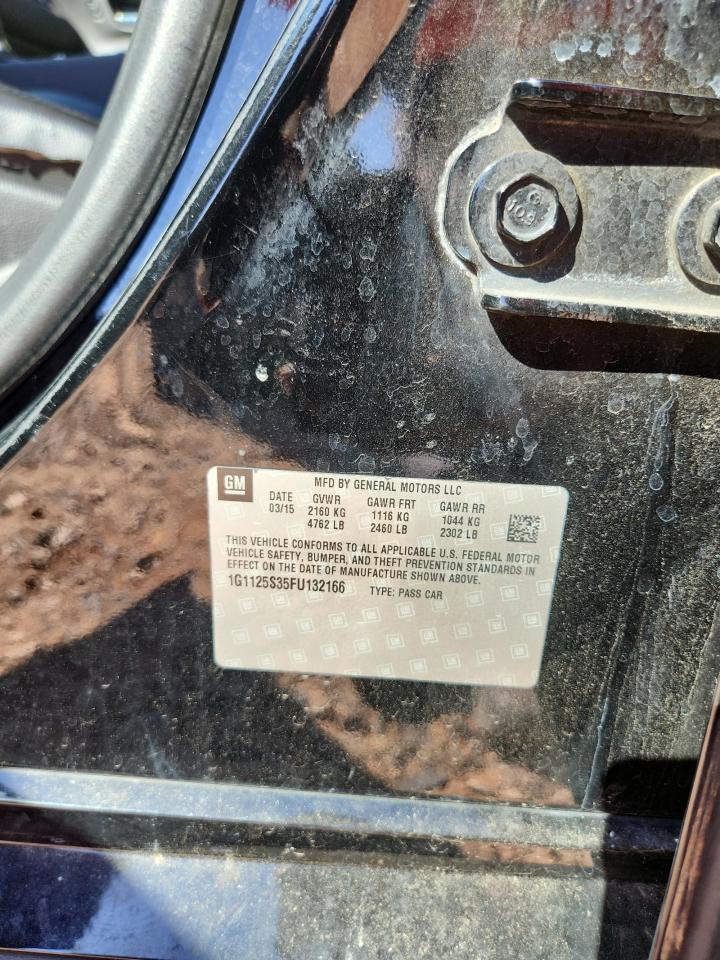 10.9
GM
MFD BY GENERAL MOTORS LLC
DATE GVWR GAWR FRT GAWR RR
03/15 2160 KG 1116 KG 1044 KG
4762 LB 2460 LB 2302 LB
THIS VEHICLE CONFORMS TO ALL APPLICABLE U.S. FEDERAL MOTOR
VEHICLE SAFETY, BUMPER, AND THEFT PREVENTION STANDARDS IN
EFFECT ON THE DATE OF MANUFACTURE SHOWN ABOVE.
1G1125S35FU132166 TYPE: PASS CAR